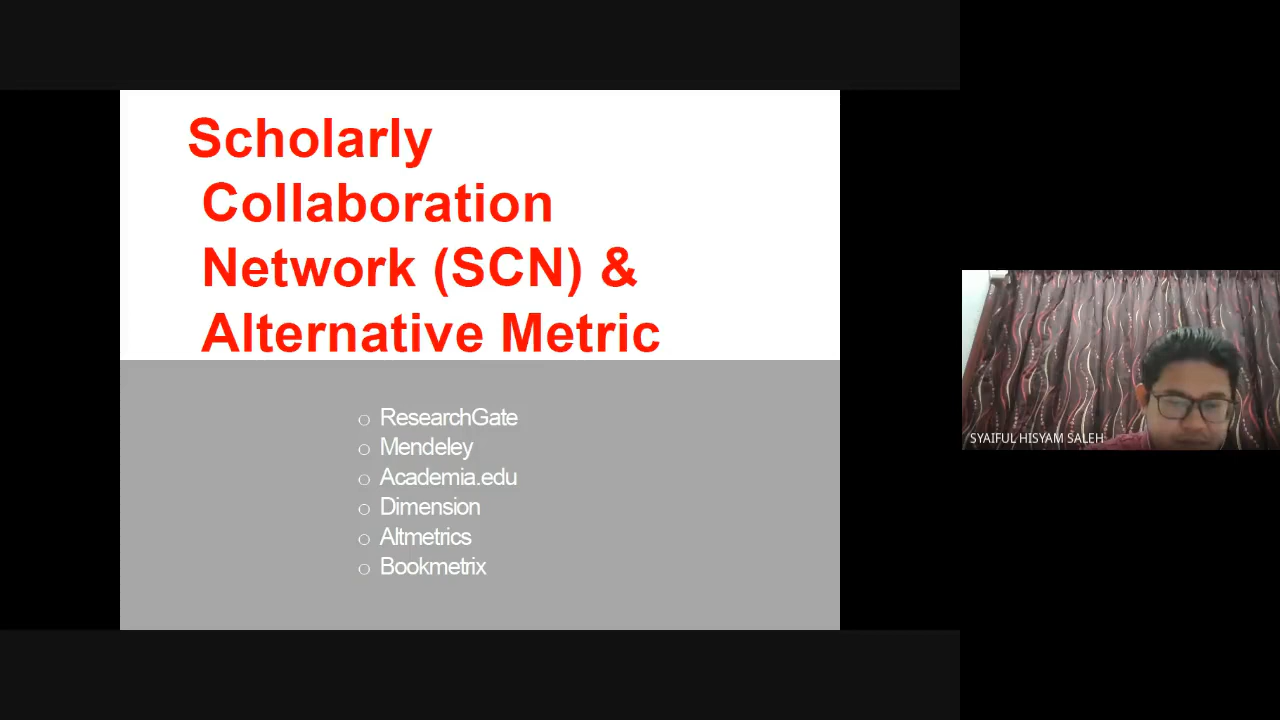 Scholarly
Collaboration
Network (SCN) &
Alternative Metric
ResearchGate
Mendeley
Academia.edu
Dimension
Altmetrics
Bookmetrix
SYAIFUL HISYAM SALEH